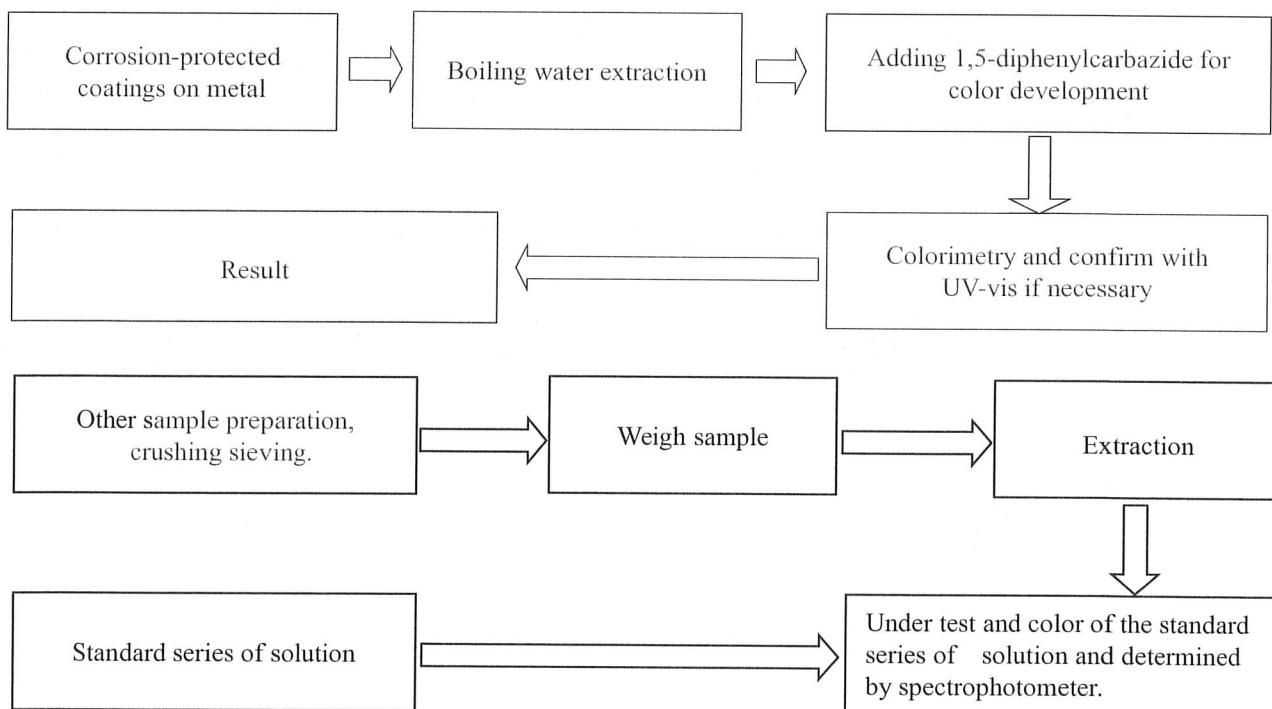 Corrosion-protected
coatings on metal
Boiling water extraction
Adding 1,5-diphenylcarbazide for
color development
Result
Colorimetry and confirm with
UV-vis if necessary
Other sample preparation,
crushing sieving.
Weigh sample
Extraction
Standard series of solution
Under test and color of the standard
series of solution and determined
by spectrophotometer.